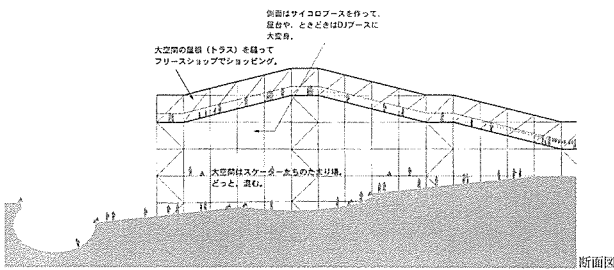 側面はサイコロブースを作って、
屋台や、ときどきはDJブースに
大変身。
大空間の屋根(トラス)を縫って
フリースショップでショッピング。
大空間はスケーターたちのたまり場。
どっと、混む。
断面図